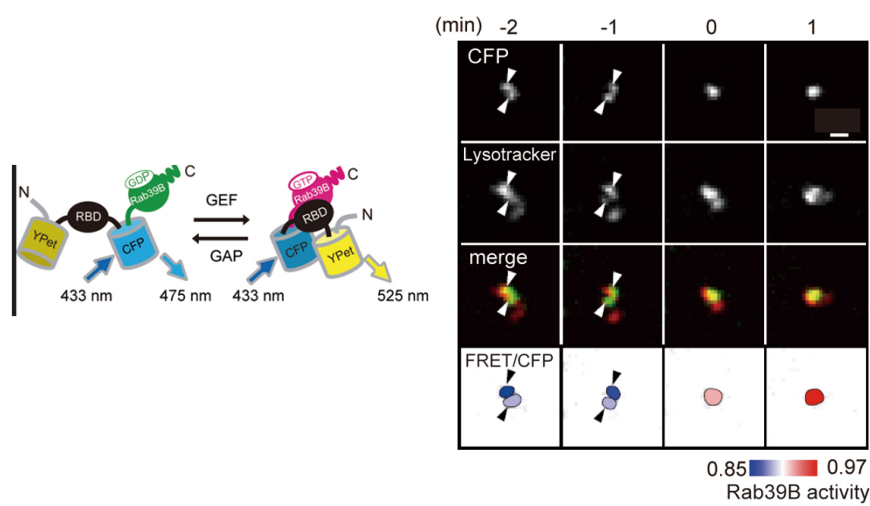 N
YPet
RBD
GDP
Rab39B
C
CFP
433 nm
475 nm
GEF
GAP
GTP
Rab39B
C
RBD
N
CFP
YPet
433 nm
525 nm
(min) -2 -1 0 1
CFP
Lysotracker
merge
FRET/CFP
0.85 0.97
Rab39B activity